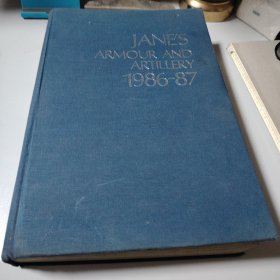 JANE'S
ARMOUR AND
ARTILLERY
1986-87